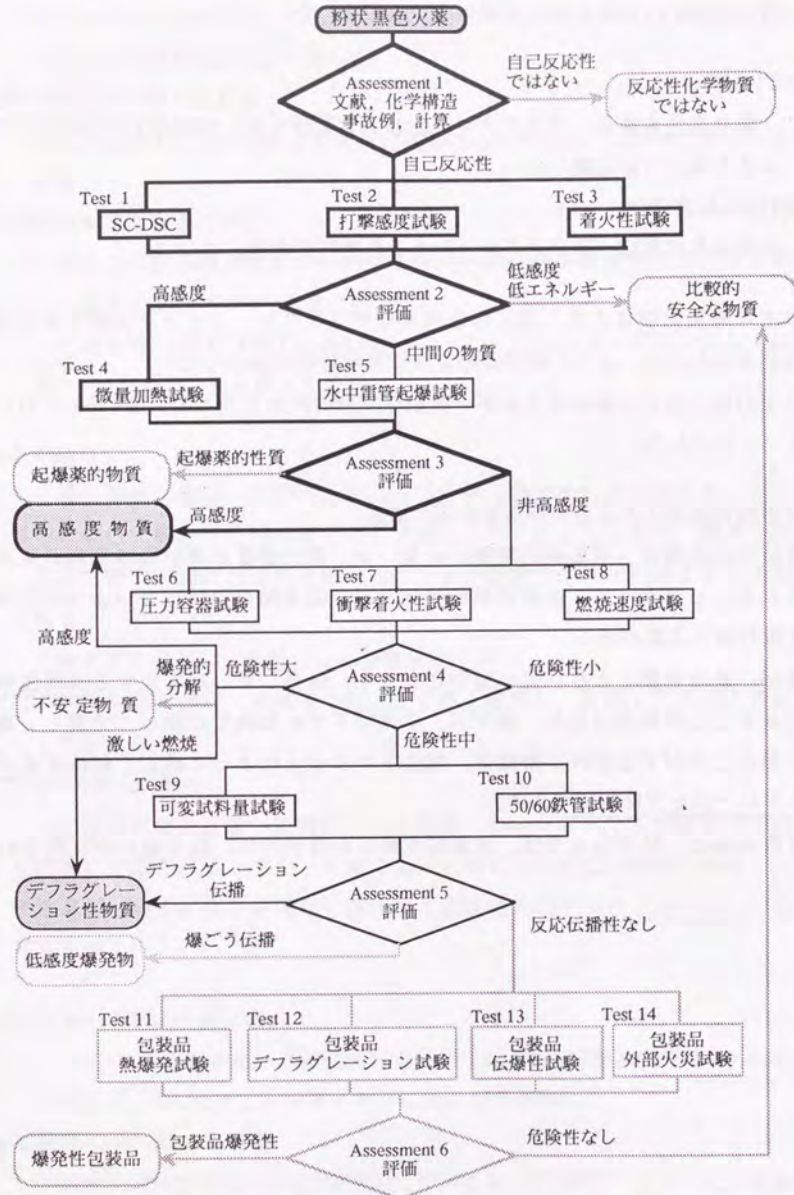 粉状黒色火薬
Assessment 1
文献，化学構造
事故例，計算
自己反応性
ではない
反応性化学物質
ではない
自己反応性
Test 1
SC-DSC
Test 2
打撃感度試験
Test 3
着火性試験
高感度
Assessment 2
評価
低感度
低エネルギー
比較的
安全な物質
中間の物質
Test 4
微量加熱試験
Test 5
水中雷管起爆試験
起爆薬的物質
起爆薬的性質
Assessment 3
評価
高感度物質
高感度
非高感度
Test 6
圧力容器試験
Test 7
衝撃着火性試験
Test 8
燃焼速度試験
高感度
爆発的
分解
危険性大
Assessment 4
評価
危険性小
不安定物質
激しい燃焼
危険性中
Test 9
可変試料量試験
Test 10
50/60鉄管試験
デフラグレー
ション性物質
デフラグレーション
伝播
Assessment 5
評価
反応伝播性なし
低感度爆発物
爆ごう伝播
Test 11
包装品
熱爆発試験
Test 12
包装品
デフラグレーション試験
Test 13
包装品
伝爆性試験
Test 14
包装品
外部火災試験
爆発性包装品
包装品爆発性
Assessment 6
評価
危険性なし